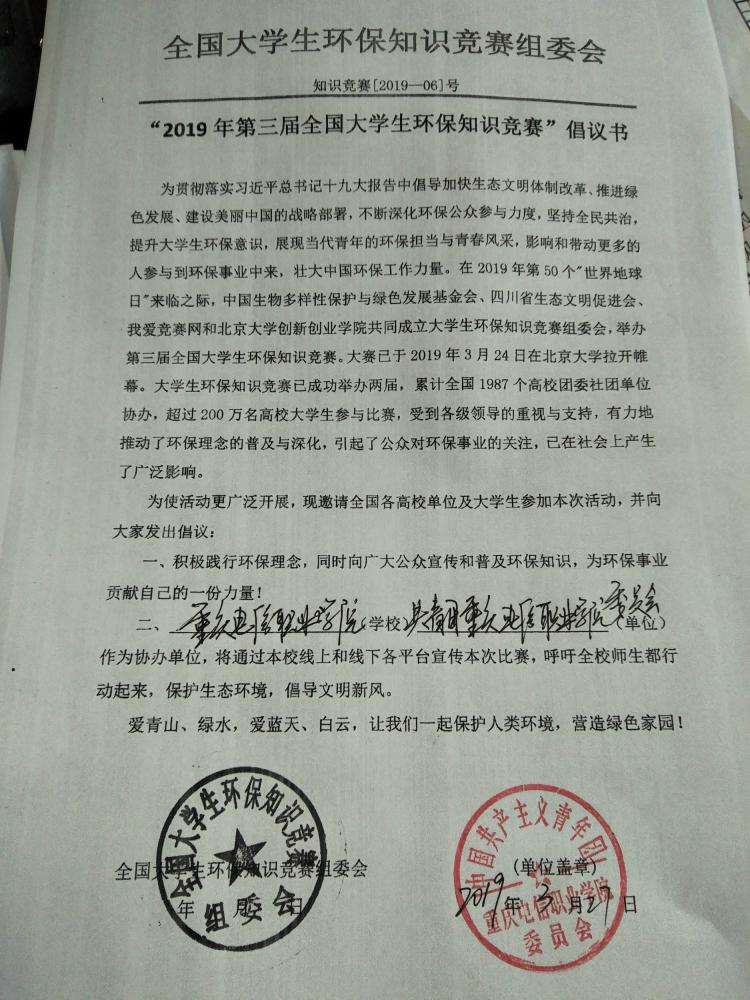 全国大学生环保知识竞赛组委会
知识竞赛[2019—06]号
“2019年第三届全国大学生环保知识竞赛”倡议书
为贯彻落实习近平总书记十九大报告中倡导加快生态文明体制改革、推进绿
色发展、建设美丽中国的战略部署，不断深化环保公众参与力度，坚持全民共治，
提升大学生环保意识，展现当代青年的环保担当与青春风采，影响和带动更多的
人参与到环保事业中来，壮大中国环保工作力量。在2019年第50个"世界地球
日"来临之际，中国生物多样性保护与绿色发展基金会、四川省生态文明促进会、
我爱竞赛网和北京大学创新创业学院共同成立大学生环保知识竞赛组委会，举办
第三届全国大学生环保知识竞赛。大赛已于2019年3月24日在北京大学拉开帷
幕。大学生环保知识竞赛已成功举办两届，累计全国1987个高校团委社团单位
协办，超过200万名高校大学生参与比赛，受到各级领导的重视与支持，有力地
推动了环保理念的普及与深化，引起了公众对环保事业的关注，已在社会上产生
了广泛影响。
为使活动更广泛开展，现邀请全国各高校单位及大学生参加本次活动，并向
大家发出倡议：
一、积极践行环保理念，同时向广大公众宣传和普及环保知识，为环保事业
贡献自己的一份力量！
二、重庆电信职业学院(学校)共青团重庆电信职业学院委员会(单位)
作为协办单位，将通过本校线上和线下各平台宣传本次比赛，呼吁全校师生都行
动起来，保护生态环境，倡导文明新风。
爱青山、绿水，爱蓝天、白云，让我们一起保护人类环境，营造绿色家园！
全国大学生环保知识竞赛
组委会
全国大学生环保知识竞赛组委会
年 月 日
中国共产主义青年团
重庆电信职业学院
委员会
(单位盖章)
2019年3月27日